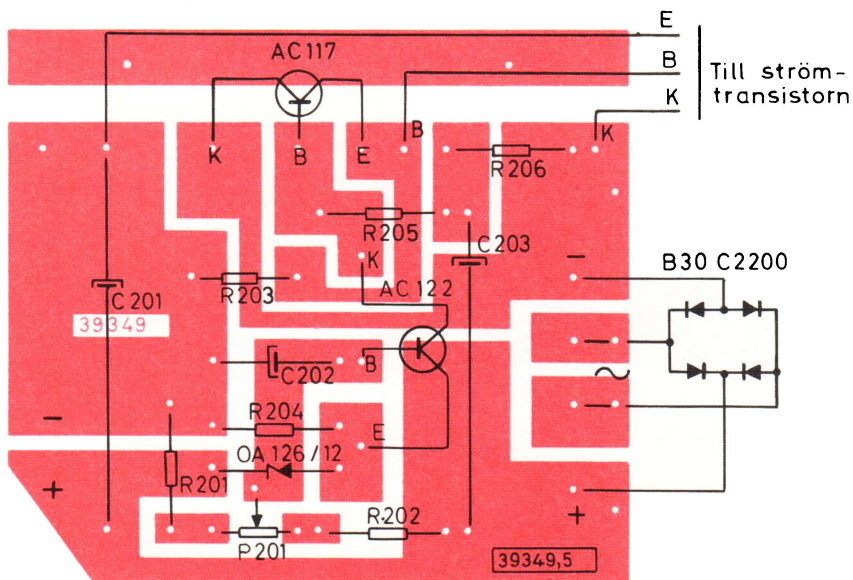 E
AC117
B
Till ström-
transistorn
K
B
K
K B E
R206
R205
C203
K
- B30 C2200
R203
C201
AC122
39349
C202
B
~
R204
-
E
OA 126/12
+
R201
R202
P201
+
39349,5